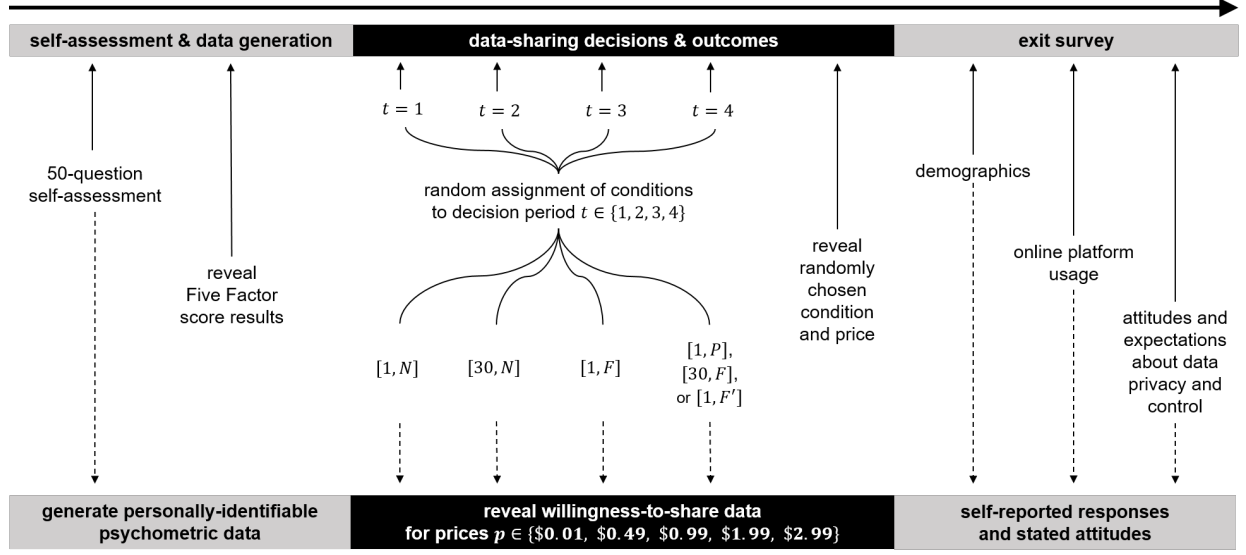 self-assessment & data generation
data-sharing decisions & outcomes
exit survey
t = 1
t = 2
t = 3
t = 4
50-question
self-assessment
reveal
Five Factor
score results
random assignment of conditions
to decision period t ∈ {1, 2, 3, 4}
[1, N]
[30, N]
[1, F]
[1, P],
[30, F],
or [1, F′]
reveal
randomly
chosen
condition
and price
demographics
online platform
usage
attitudes and
expectations
about data
privacy and
control
generate personally-identifiable
psychometric data
reveal willingness-to-share data
for prices p ∈ {$0.01, $0.49, $0.99, $1.99, $2.99}
self-reported responses
and stated attitudes